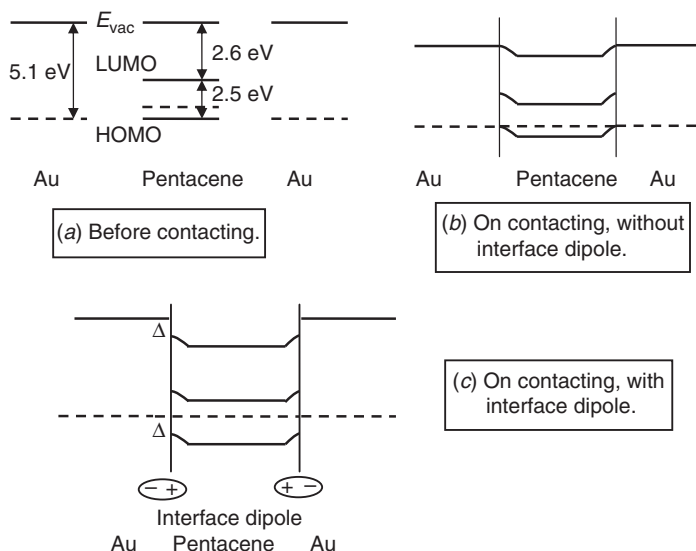 E_vac
5.1 eV
LUMO
2.6 eV
2.5 eV
HOMO
Au Pentacene Au
(a) Before contacting.
Au Pentacene Au
(b) On contacting, without
interface dipole.
Δ
Δ
− + + −
Interface dipole
Au Pentacene Au
(c) On contacting, with
interface dipole.